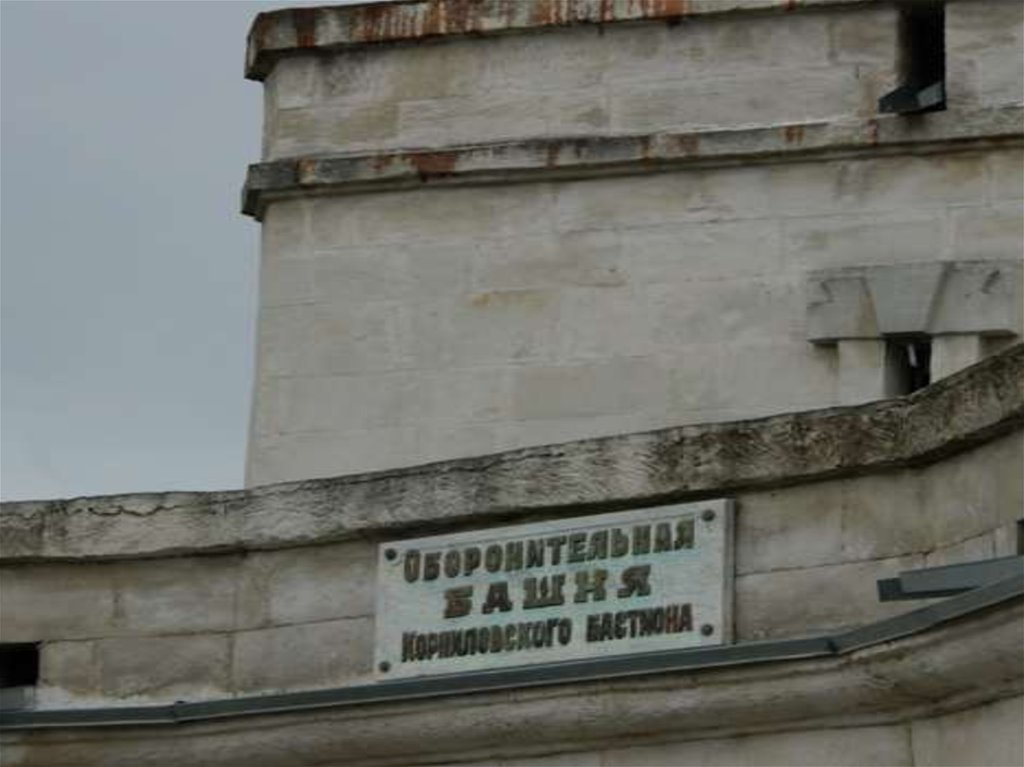 Оборонительная
башня
Корниловского бастиона